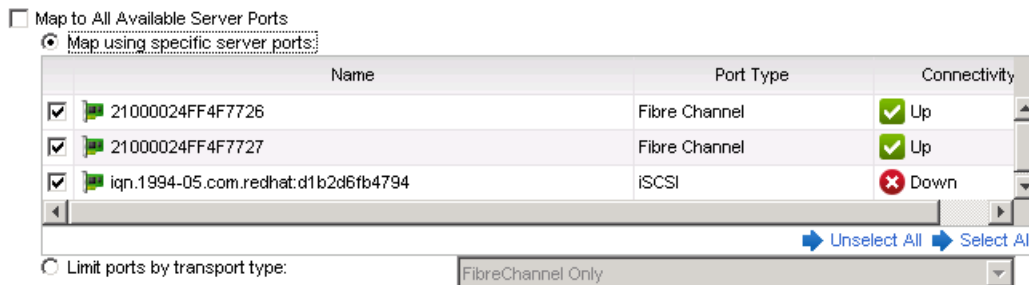 Map to All Available Server Ports
Map using specific server ports:
Name Port Type Connectivity
21000024FF4F7726 Fibre Channel Up
21000024FF4F7727 Fibre Channel Up
iqn.1994-05.com.redhat:d1b2d6fb4794 iSCSI Down
Unselect All Select Al
Limit ports by transport type: FibreChannel Only